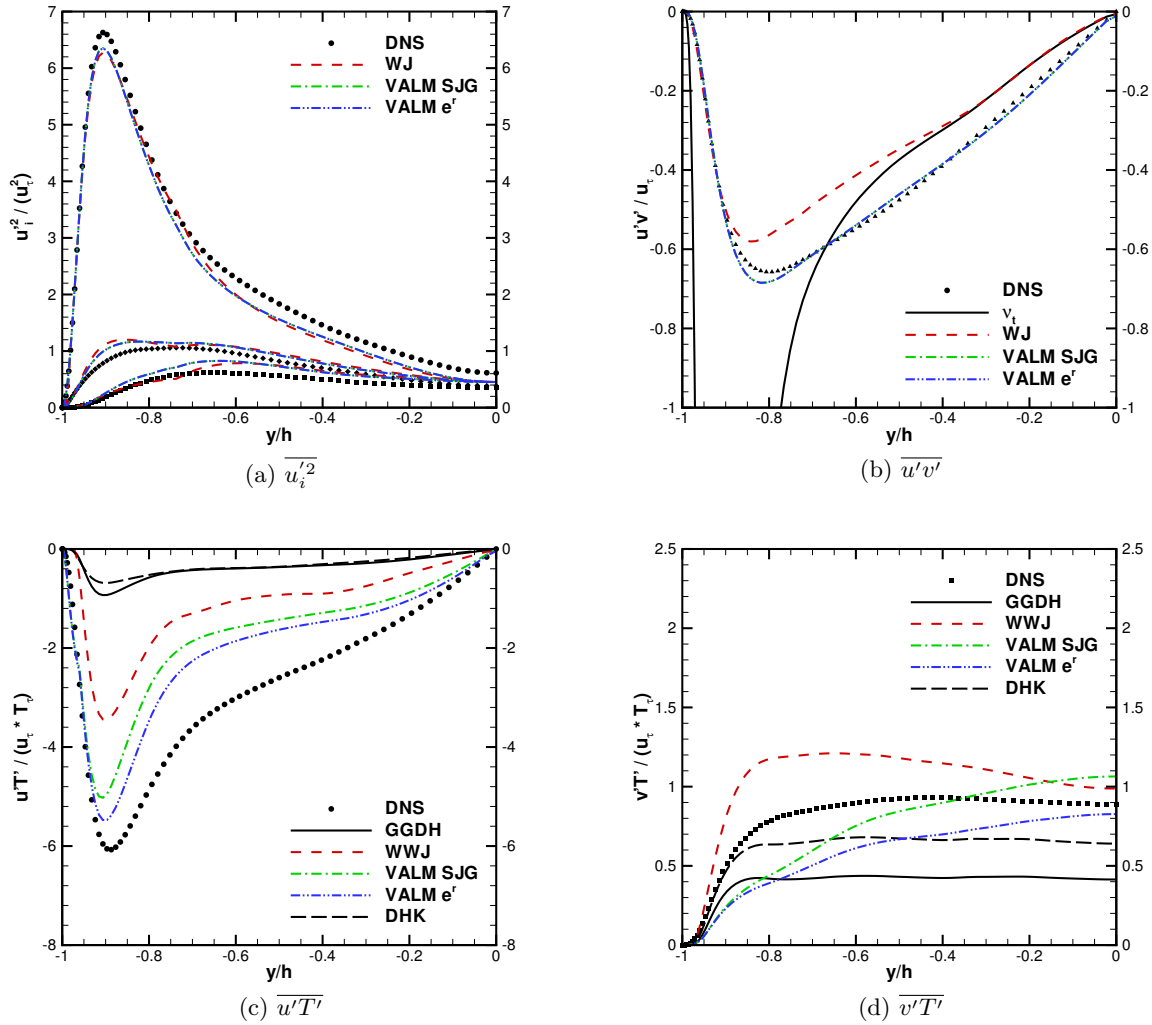 7
6
5
4
3
2
1
0
7
6
5
4
3
2
1
0
-1
-0.8
-0.6
-0.4
-0.2
0
u'i2 / (uτ2)
y/h
DNS
WJ
VALM SJG
VALM er
(a) u'i2
0
-0.2
-0.4
-0.6
-0.8
-1
0
-0.2
-0.4
-0.6
-0.8
-1
-1
-0.8
-0.6
-0.4
-0.2
0
u'v' / uτ
y/h
DNS
νt
WJ
VALM SJG
VALM er
(b) u'v'
0
-2
-4
-6
-8
0
-2
-4
-6
-8
-1
-0.8
-0.6
-0.4
-0.2
0
u'T' / (uτ * Tτ)
y/h
DNS
GGDH
WWJ
VALM SJG
VALM er
DHK
(c) u'T'
2.5
2
1.5
1
0.5
0
2.5
2
1.5
1
0.5
0
-1
-0.8
-0.6
-0.4
-0.2
0
v'T' / (uτ * Tτ)
y/h
DNS
GGDH
WWJ
VALM SJG
VALM er
DHK
(d) v'T'